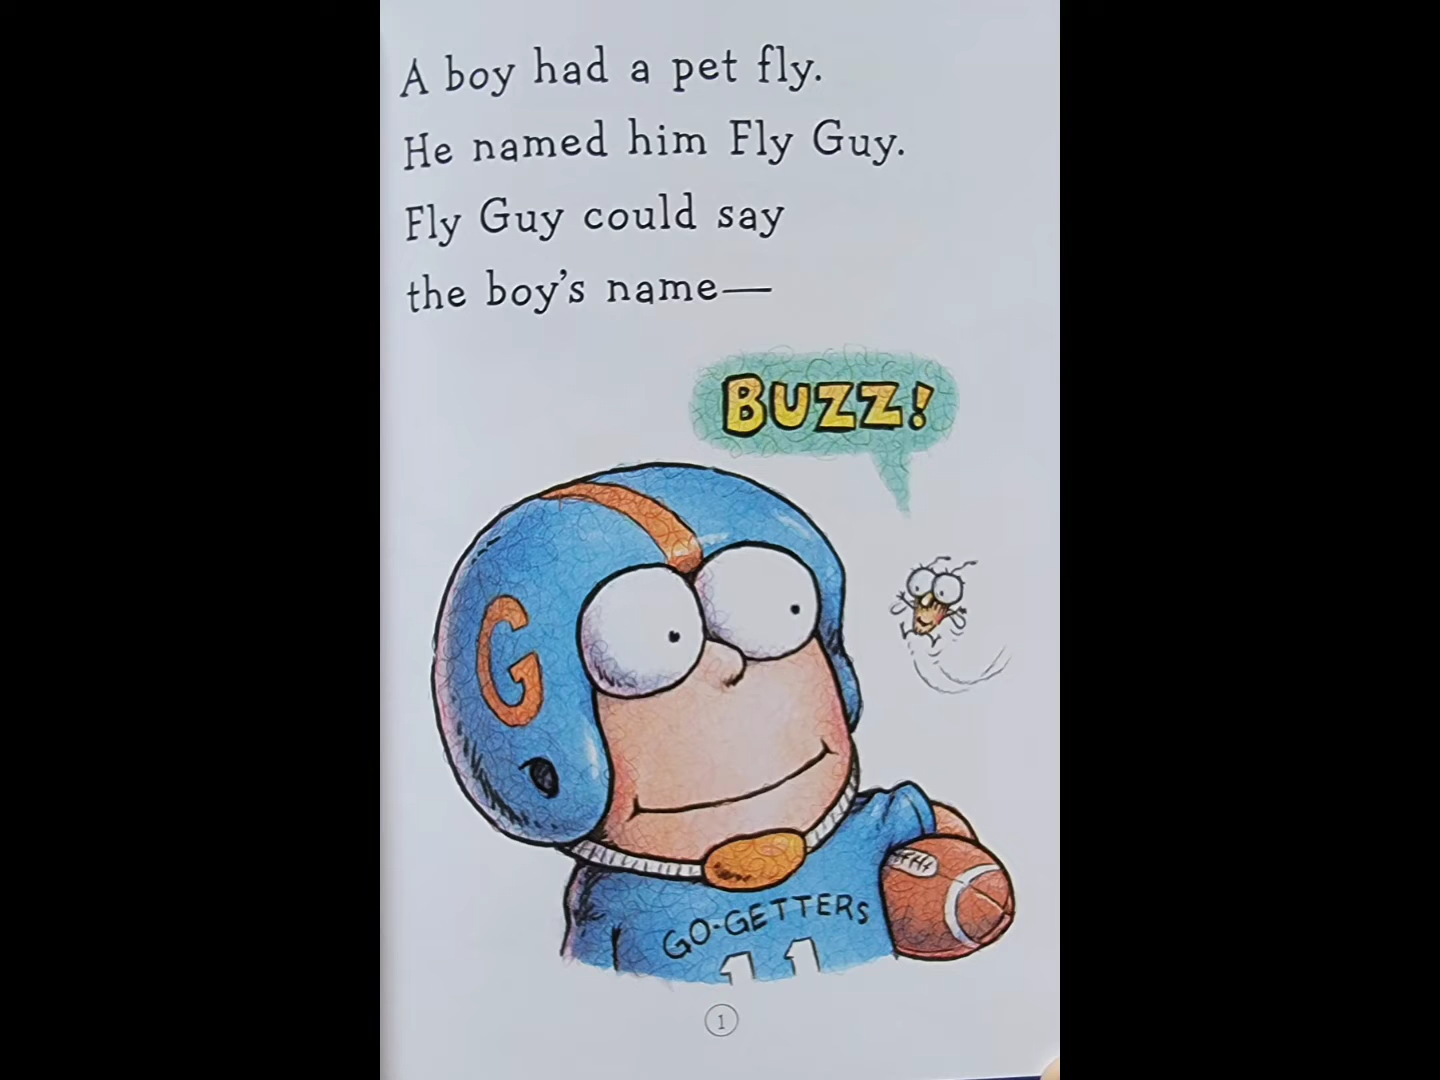 A boy had a pet fly.
He named him Fly Guy.
Fly Guy could say
the boy's name—
BUZZ!
G
GO-GETTERS
11
1